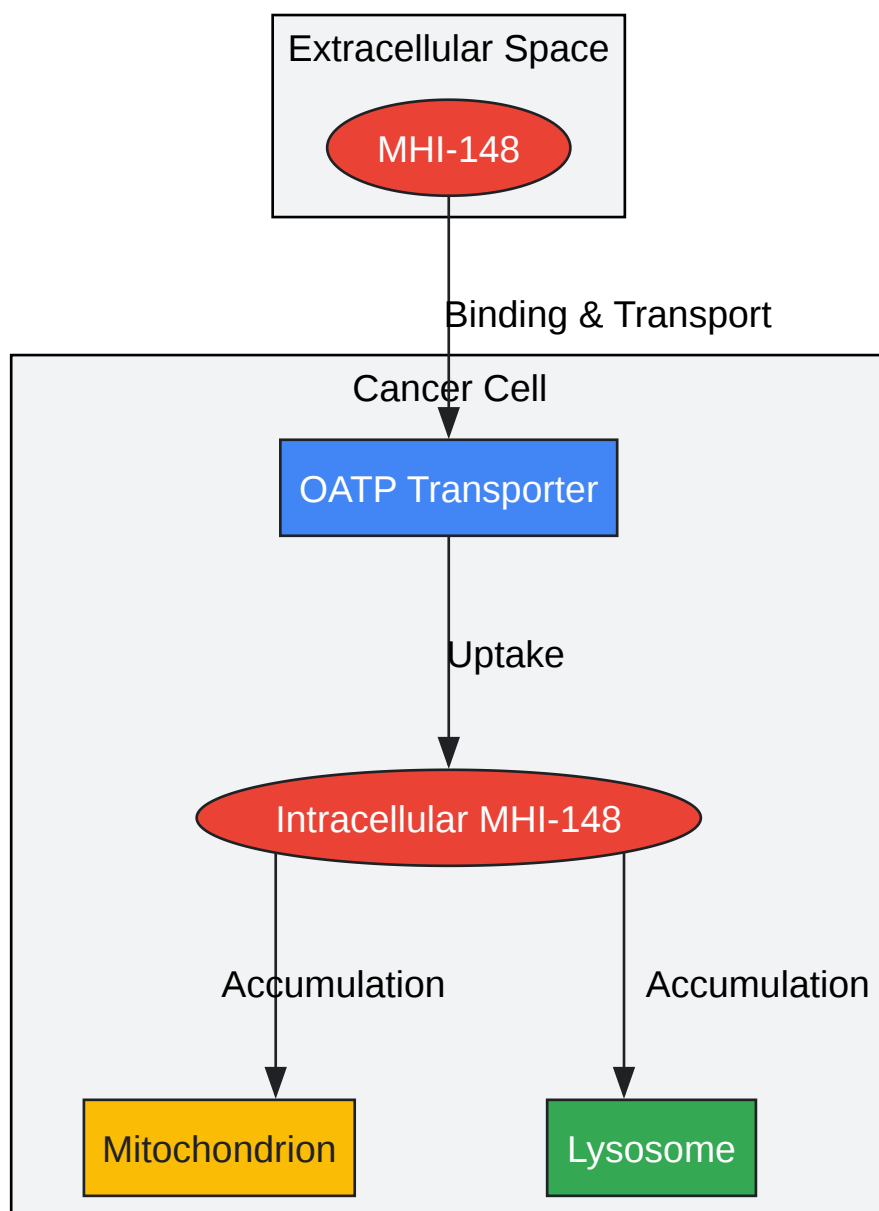 Extracellular Space
MHI-148
Binding & Transport
Cancer Cell
OATP Transporter
Uptake
Intracellular MHI-148
Accumulation
Accumulation
Mitochondrion
Lysosome